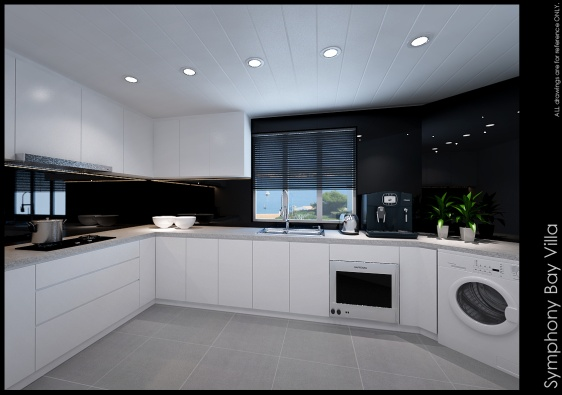 ALL drawings are for reference ONLY.
Symphony Bay Villa